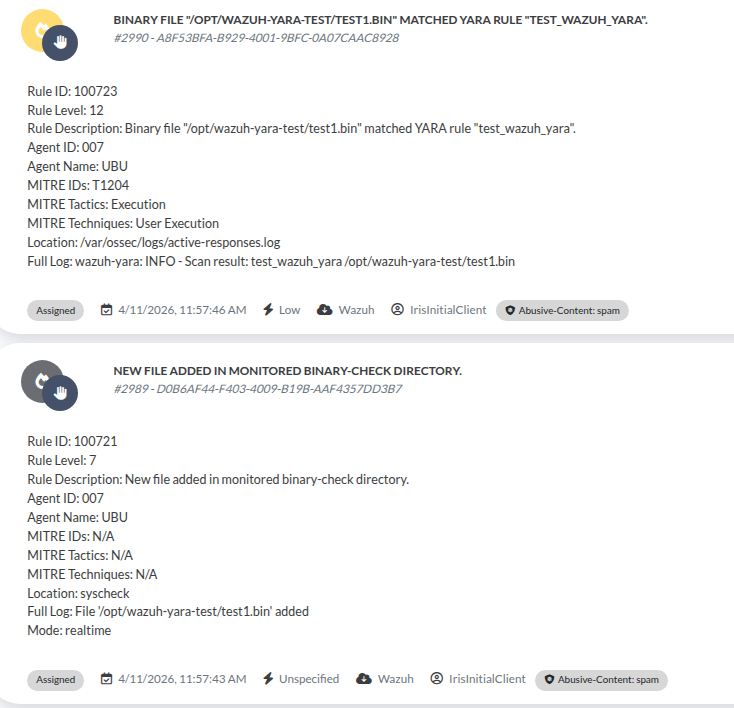 BINARY FILE "/OPT/WAZUH-YARA-TEST/TEST1.BIN" MATCHED YARA RULE "TEST_WAZUH_YARA".
#2990 - A8F53BFA-B929-4001-9BFC-0A07CAAC8928
Rule ID: 100723
Rule Level: 12
Rule Description: Binary file "/opt/wazuh-yara-test/test1.bin" matched YARA rule "test_wazuh_yara".
Agent ID: 007
Agent Name: UBU
MITRE IDs: T1204
MITRE Tactics: Execution
MITRE Techniques: User Execution
Location: /var/ossec/logs/active-responses.log
Full Log: wazuh-yara: INFO - Scan result: test_wazuh_yara /opt/wazuh-yara-test/test1.bin
Assigned 4/11/2026, 11:57:46 AM Low Wazuh IrisInitialClient Abusive-Content: spam
NEW FILE ADDED IN MONITORED BINARY-CHECK DIRECTORY.
#2989 - D0B6AF44-F403-4009-B19B-AAF4357DD3B7
Rule ID: 100721
Rule Level: 7
Rule Description: New file added in monitored binary-check directory.
Agent ID: 007
Agent Name: UBU
MITRE IDs: N/A
MITRE Tactics: N/A
MITRE Techniques: N/A
Location: syscheck
Full Log: File '/opt/wazuh-yara-test/test1.bin' added
Mode: realtime
Assigned 4/11/2026, 11:57:43 AM Unspecified Wazuh IrisInitialClient Abusive-Content: spam